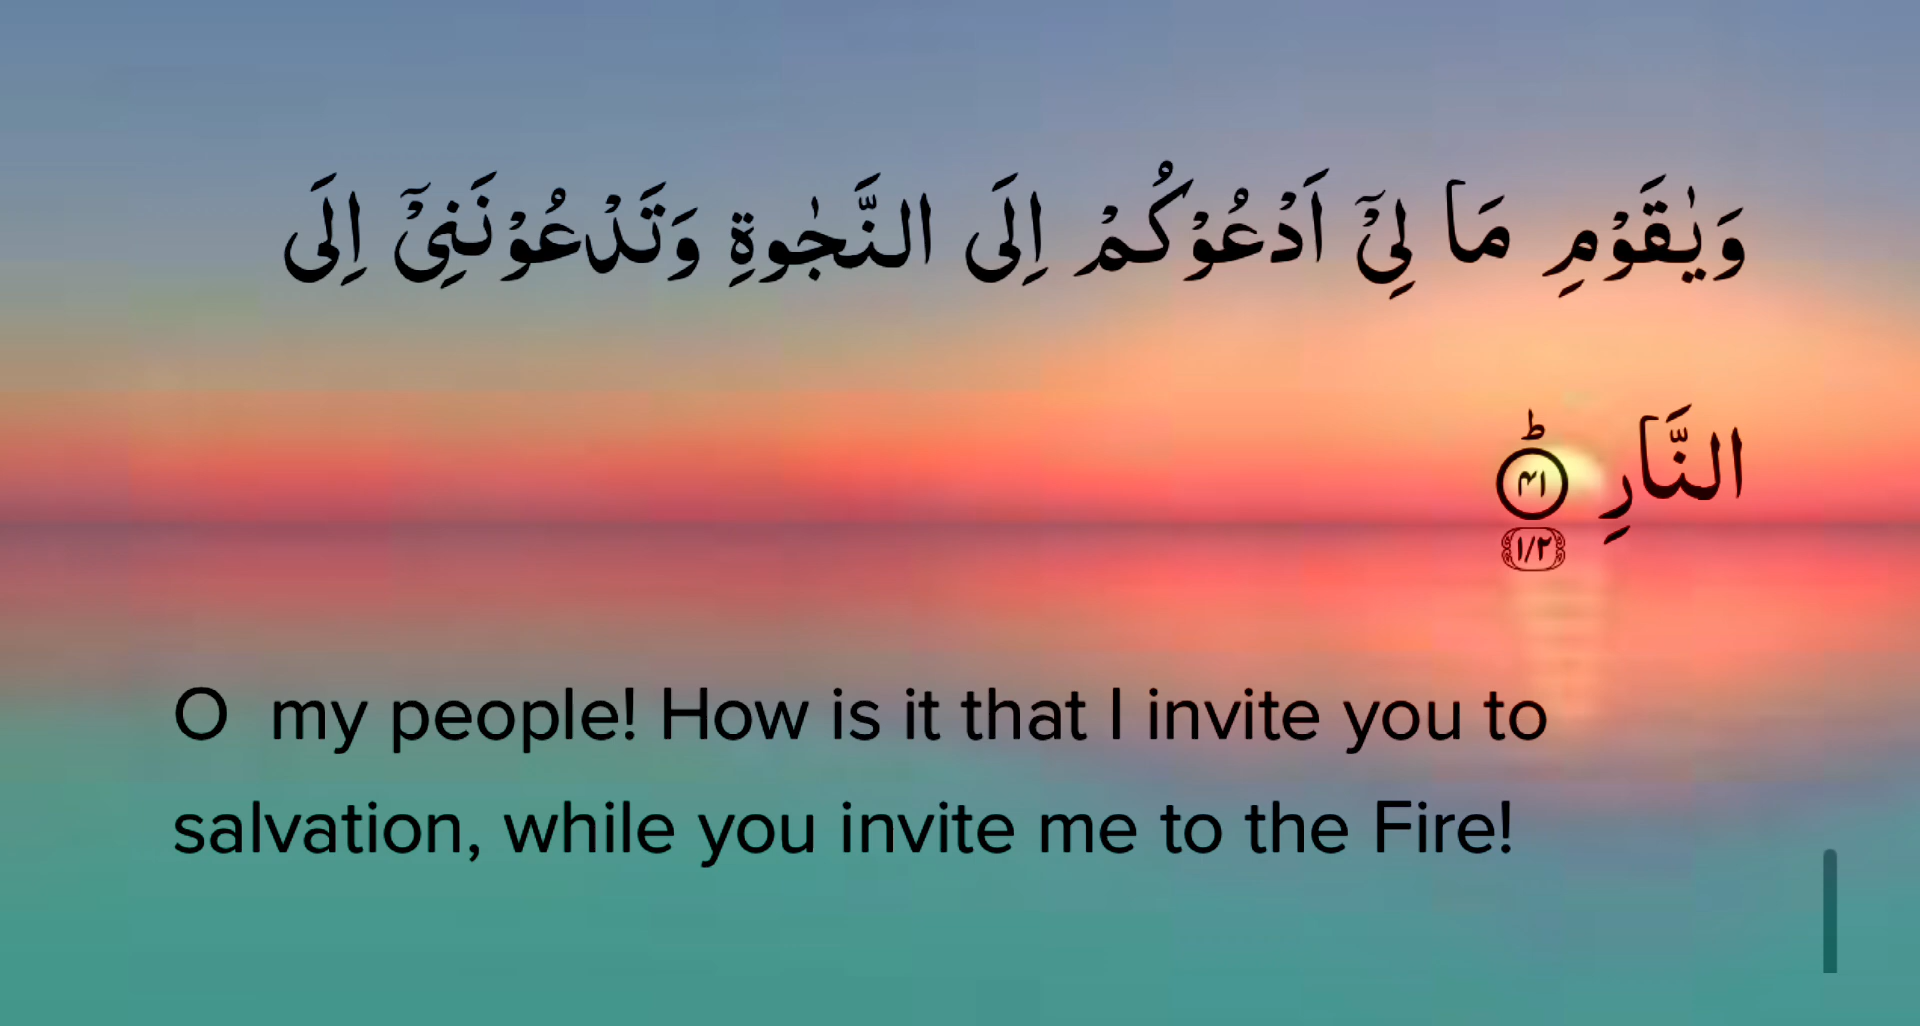 وَيٰقَوْمِ مَا لِيْٓ اَدْعُوْكُمْ اِلَى النَّجٰوةِ وَتَدْعُوْنَنِيْٓ اِلَى
النَّارِ ؕ ۴۱
۱/۲
O my people! How is it that I invite you to
salvation, while you invite me to the Fire!